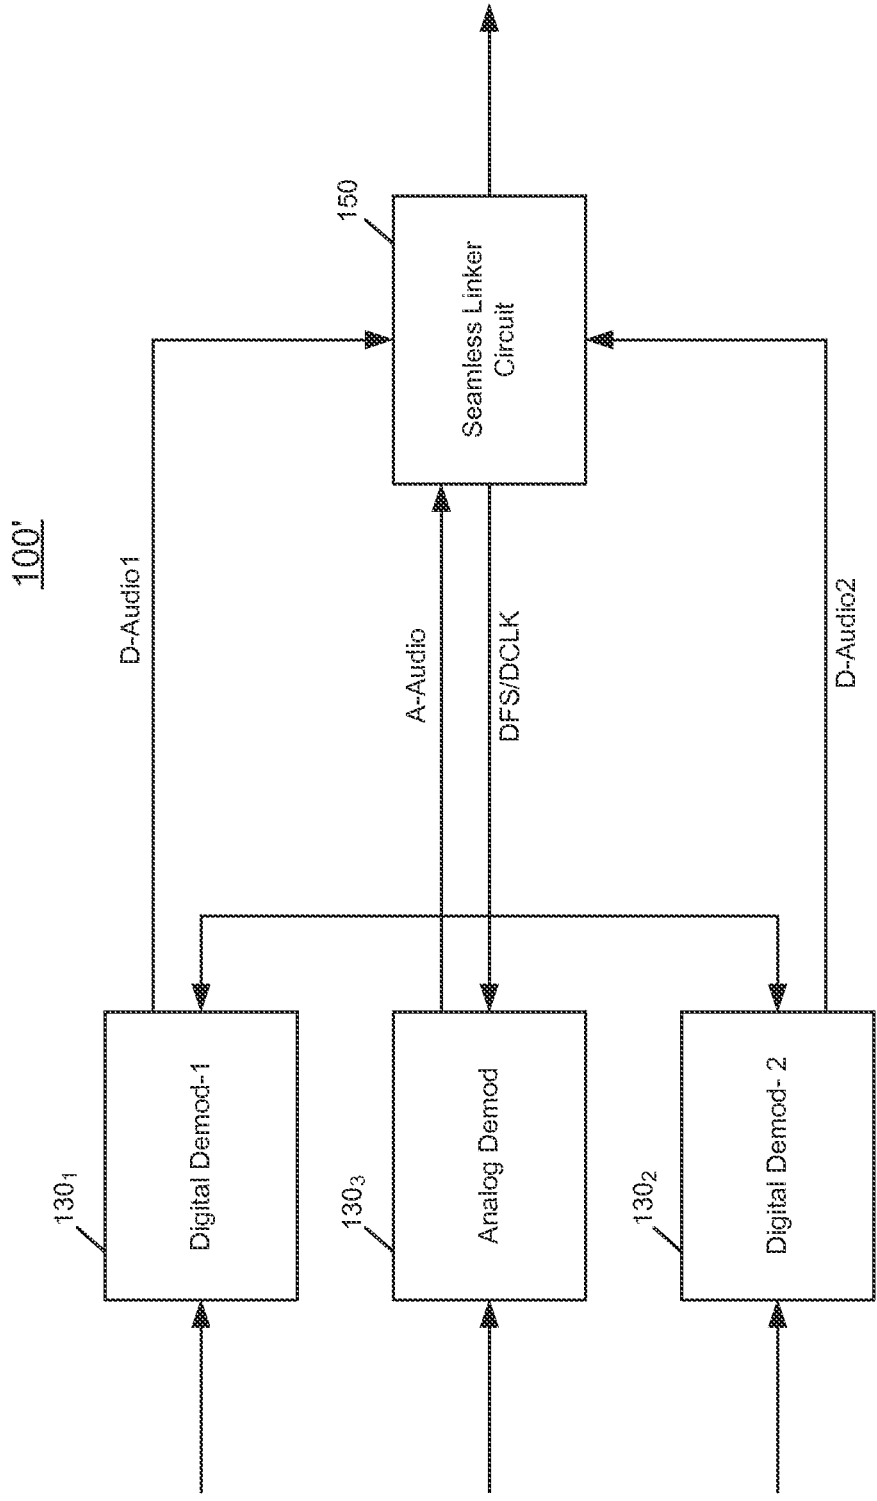 100'
130₁
Digital Demod-1
D-Audio1
130₃
Analog Demod
A-Audio
DFS/DCLK
150
Seamless Linker
Circuit
130₂
Digital Demod- 2
D-Audio2